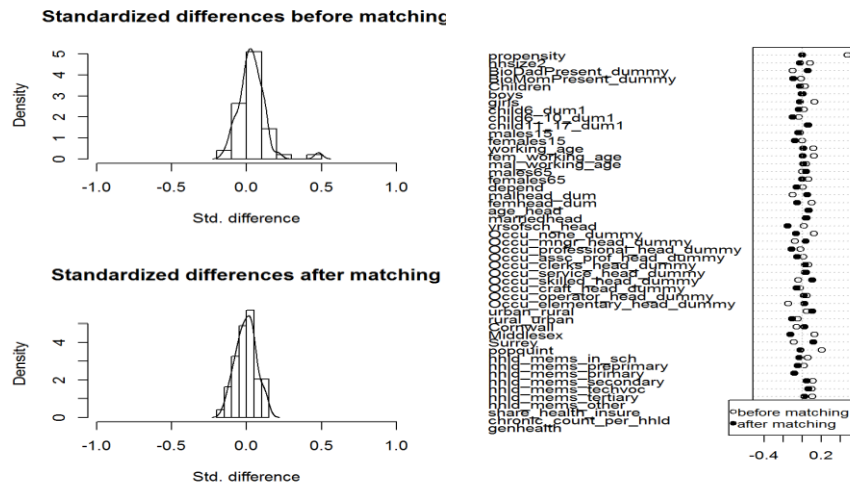 Standardized differences before matching
Density
5
4
3
2
1
0
-1.0 -0.5 0.0 0.5 1.0
Std. difference
Standardized differences after matching
Density
4
2
0
-1.0 -0.5 0.0 0.5 1.0
Std. difference
propensity
hhsize2
BioDadPresent_dummy
BioMomPresent_dummy
Children
boys
girls
child6_dum1
child6_10_dum1
child11_17_dum1
males15
females15
working_age
fem_working_age
mal_working_age
males65
females65
depend
malhead_dum
femhead_dum
age_head
marriedhead
yrsofsch_head
Occu_none_dummy
Occu_mngr_head_dummy
Occu_professional_head_dummy
Occu_assc_prof_head_dummy
Occu_clerks_head_dummy
Occu_service_head_dummy
Occu_skilled_head_dummy
Occu_craft_head_dummy
Occu_operator_head_dummy
Occu_elementary_head_dummy
urban_rural
rural_urban
Cornwall
Middlesex
Surrey
popquint
hhld_mems_in_sch
hhld_mems_preprimary
hhld_mems_primary
hhld_mems_secondary
hhld_mems_techvoc
hhld_mems_tertiary
hhld_mems_other
share_health_insure
chronic_count_per_hhld
genhealth
before matching
after matching
-0.4 0.2